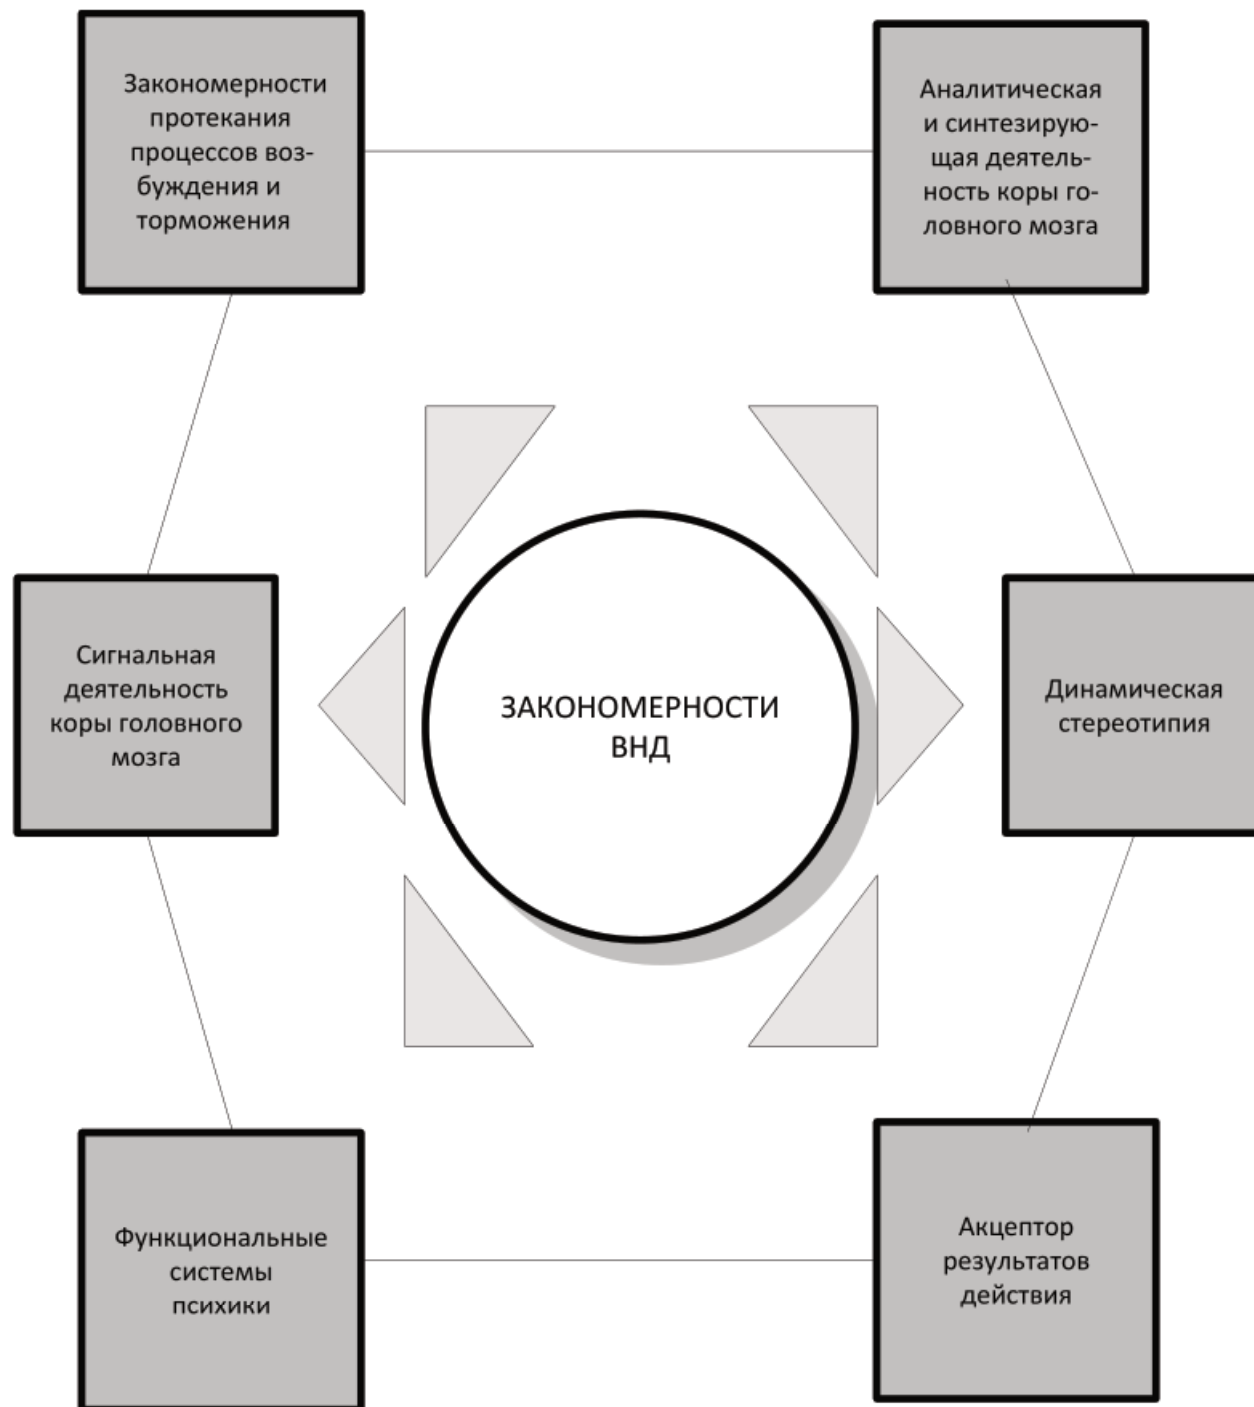 Закономерности
протекания
процессов воз-
буждения и
торможения
Аналитическая
и синтезирую-
щая деятель-
ность коры го-
ловного мозга
Сигнальная
деятельность
коры головного
мозга
ЗАКОНОМЕРНОСТИ
ВНД
Динамическая
стереотипия
Функциональные
системы
психики
Акцептор
результатов
действия